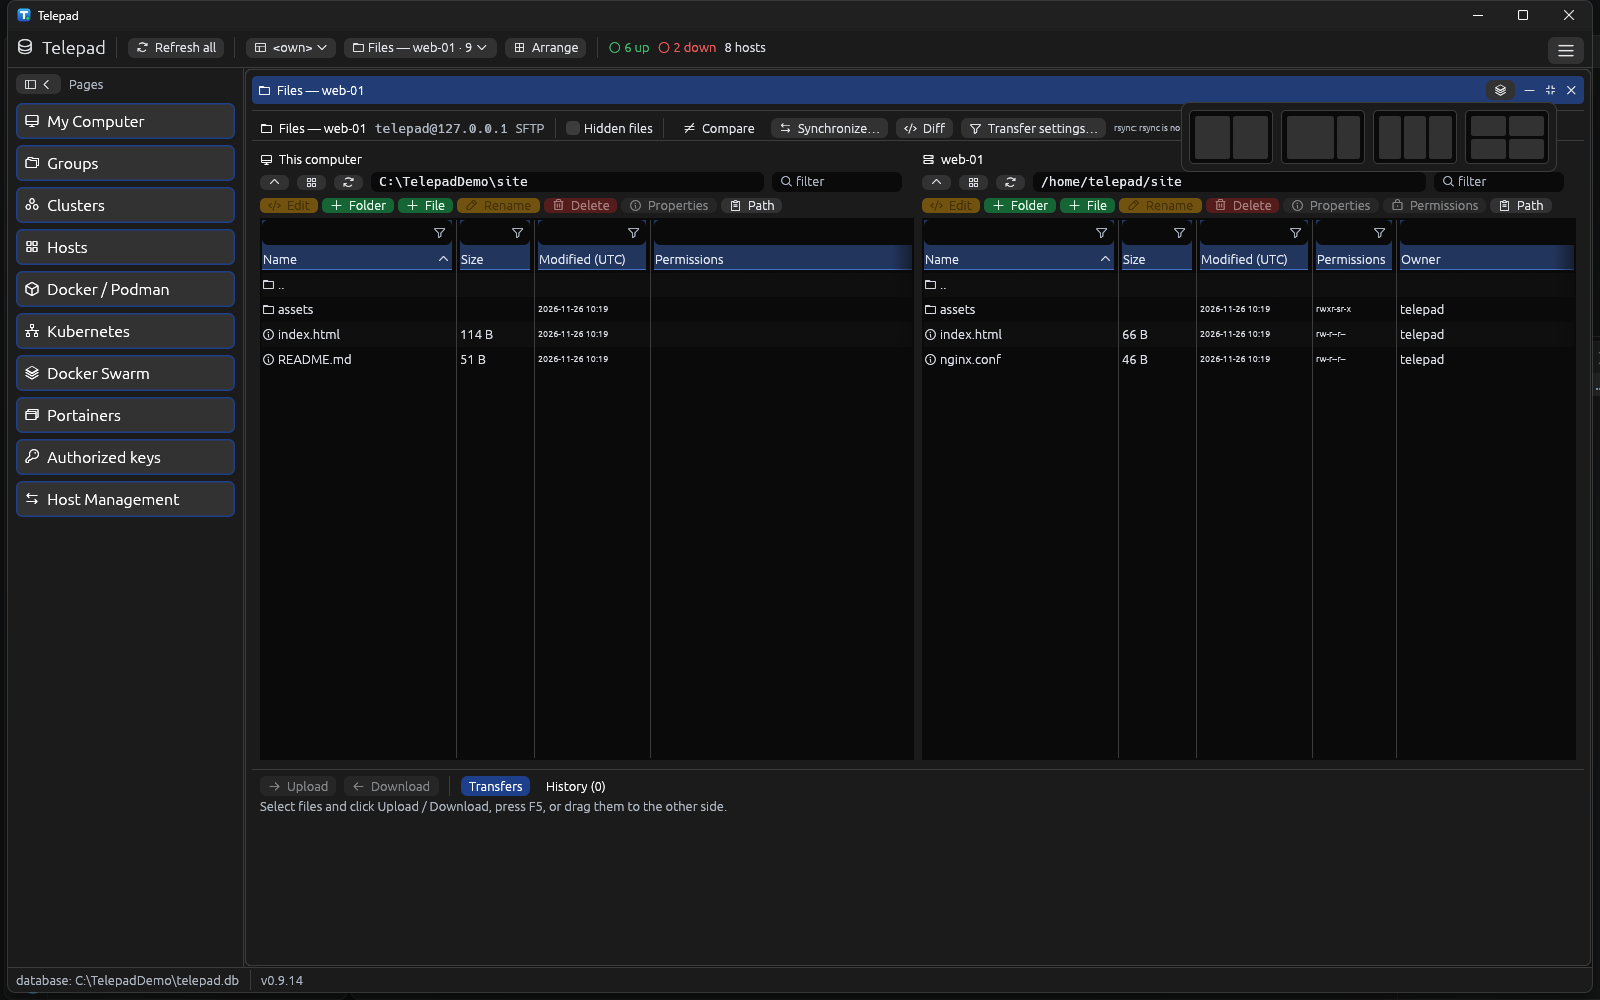 Telepad
Telepad Refresh all <own> Files — web-01 · 9 Arrange 6 up 2 down 8 hosts
Pages
My Computer
Groups
Clusters
Hosts
Docker / Podman
Kubernetes
Docker Swarm
Portainers
Authorized keys
Host Management
Files — web-01
Files — web-01 telepad@127.0.0.1 SFTP Hidden files Compare Synchronize... Diff Transfer settings... rsync: rsync is no
This computer
C:\TelepadDemo\site filter
Edit Folder File Rename Delete Properties Path
Name Size Modified (UTC) Permissions
..
assets 2026-11-26 10:19
index.html 114 B 2026-11-26 10:19
README.md 51 B 2026-11-26 10:19
web-01
/home/telepad/site filter
Edit Folder File Rename Delete Properties Permissions Path
Name Size Modified (UTC) Permissions Owner
..
assets 2026-11-26 10:19 rwxr-sr-x telepad
index.html 66 B 2026-11-26 10:19 rw-r--r-- telepad
nginx.conf 46 B 2026-11-26 10:19 rw-r--r-- telepad
Upload Download Transfers History (0)
Select files and click Upload / Download, press F5, or drag them to the other side.
database: C:\TelepadDemo\telepad.db v0.9.14